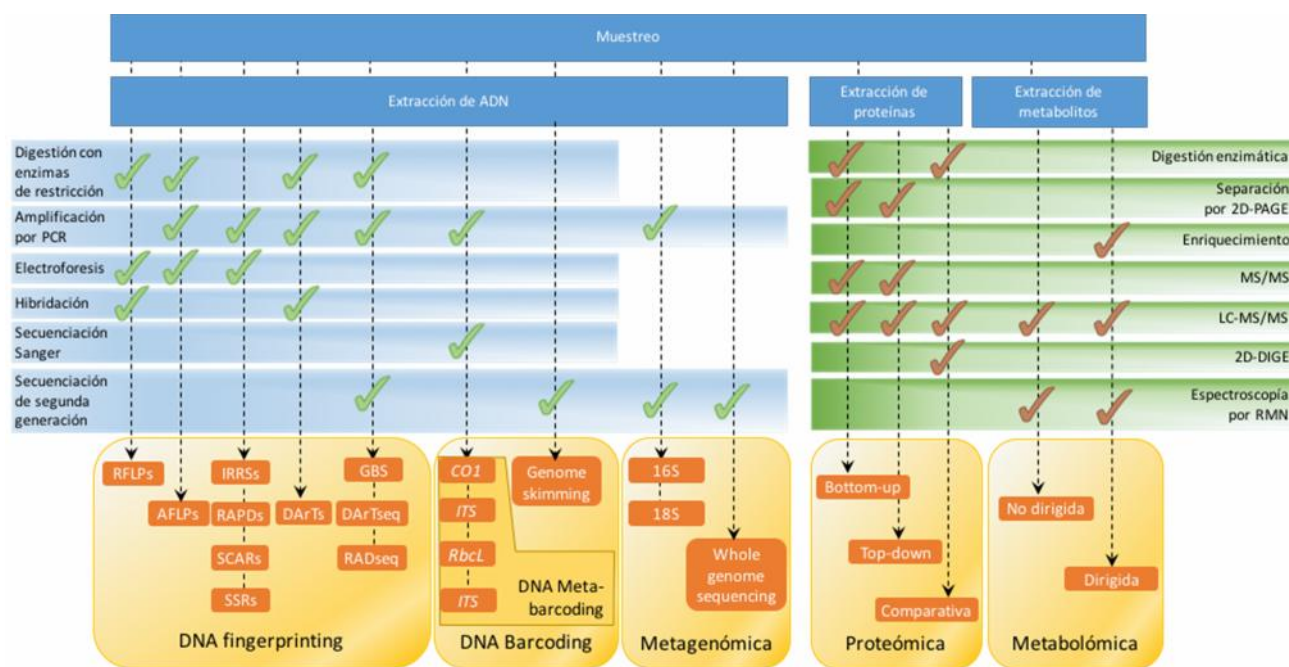 Muestreo
Extracción de ADN
Extracción de
proteínas
Extracción de
metabolitos
Digestión con
enzimas
de restricción
Amplificación
por PCR
Electroforesis
Hibridación
Secuenciación
Sanger
Secuenciación
de segunda
generación
Digestión enzimática
Separación
por 2D-PAGE
Enriquecimiento
MS/MS
LC-MS/MS
2D-DIGE
Espectroscopía
por RMN
RFLPs
AFLPs
IRRSs
RAPDs
SCARs
SSRs
DArTs
GBS
DArTseq
RADseq
DNA fingerprinting
CO1
ITS
RbcL
ITS
Genome
skimming
DNA Meta-
barcoding
DNA Barcoding
16S
18S
Whole
genome
sequencing
Metagenómica
Bottom-up
Top-down
Comparativa
Proteómica
No dirigida
Dirigida
Metabolómica